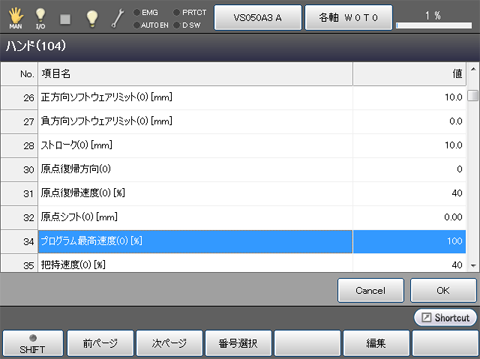 EMG PRTCT
MAN I/O AUTO EN D SW VS050A3 A 各軸 W0T0 1 %
ハンド(104)
No. 項目名 値
26 正方向ソフトウェアリミット(0) [mm] 10.0
27 負方向ソフトウェアリミット(0) [mm] 0.0
28 ストローク(0) [mm] 10.0
30 原点復帰方向(0) 0
31 原点復帰速度(0) [%] 40
32 原点シフト(0) [mm] 0.00
34 プログラム最高速度(0) [%] 100
35 把持速度(0) [%] 40
Cancel OK
Shortcut
SHIFT 前ページ 次ページ 番号選択 編集